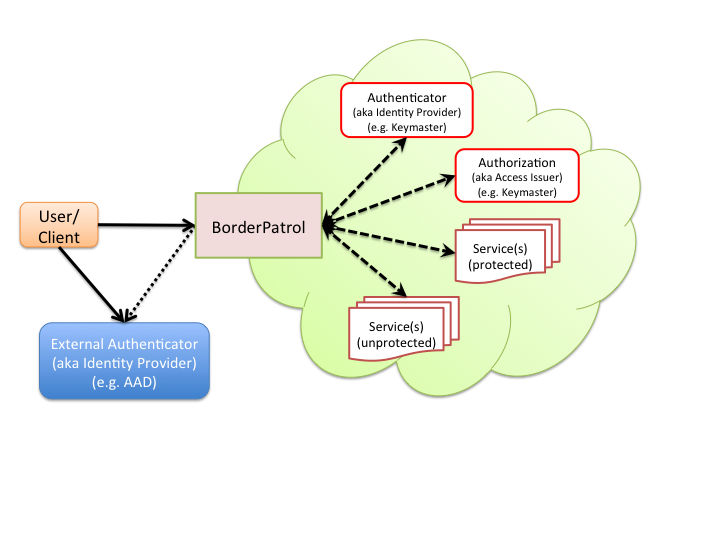 Authenticator
(aka Identity Provider)
(e.g. Keymaster)
Authorization
(aka Access Issuer)
(e.g. Keymaster)
User/
Client
BorderPatrol
Service(s)
(protected)
Service(s)
(unprotected)
External Authenticator
(aka Identity Provider)
(e.g. AAD)